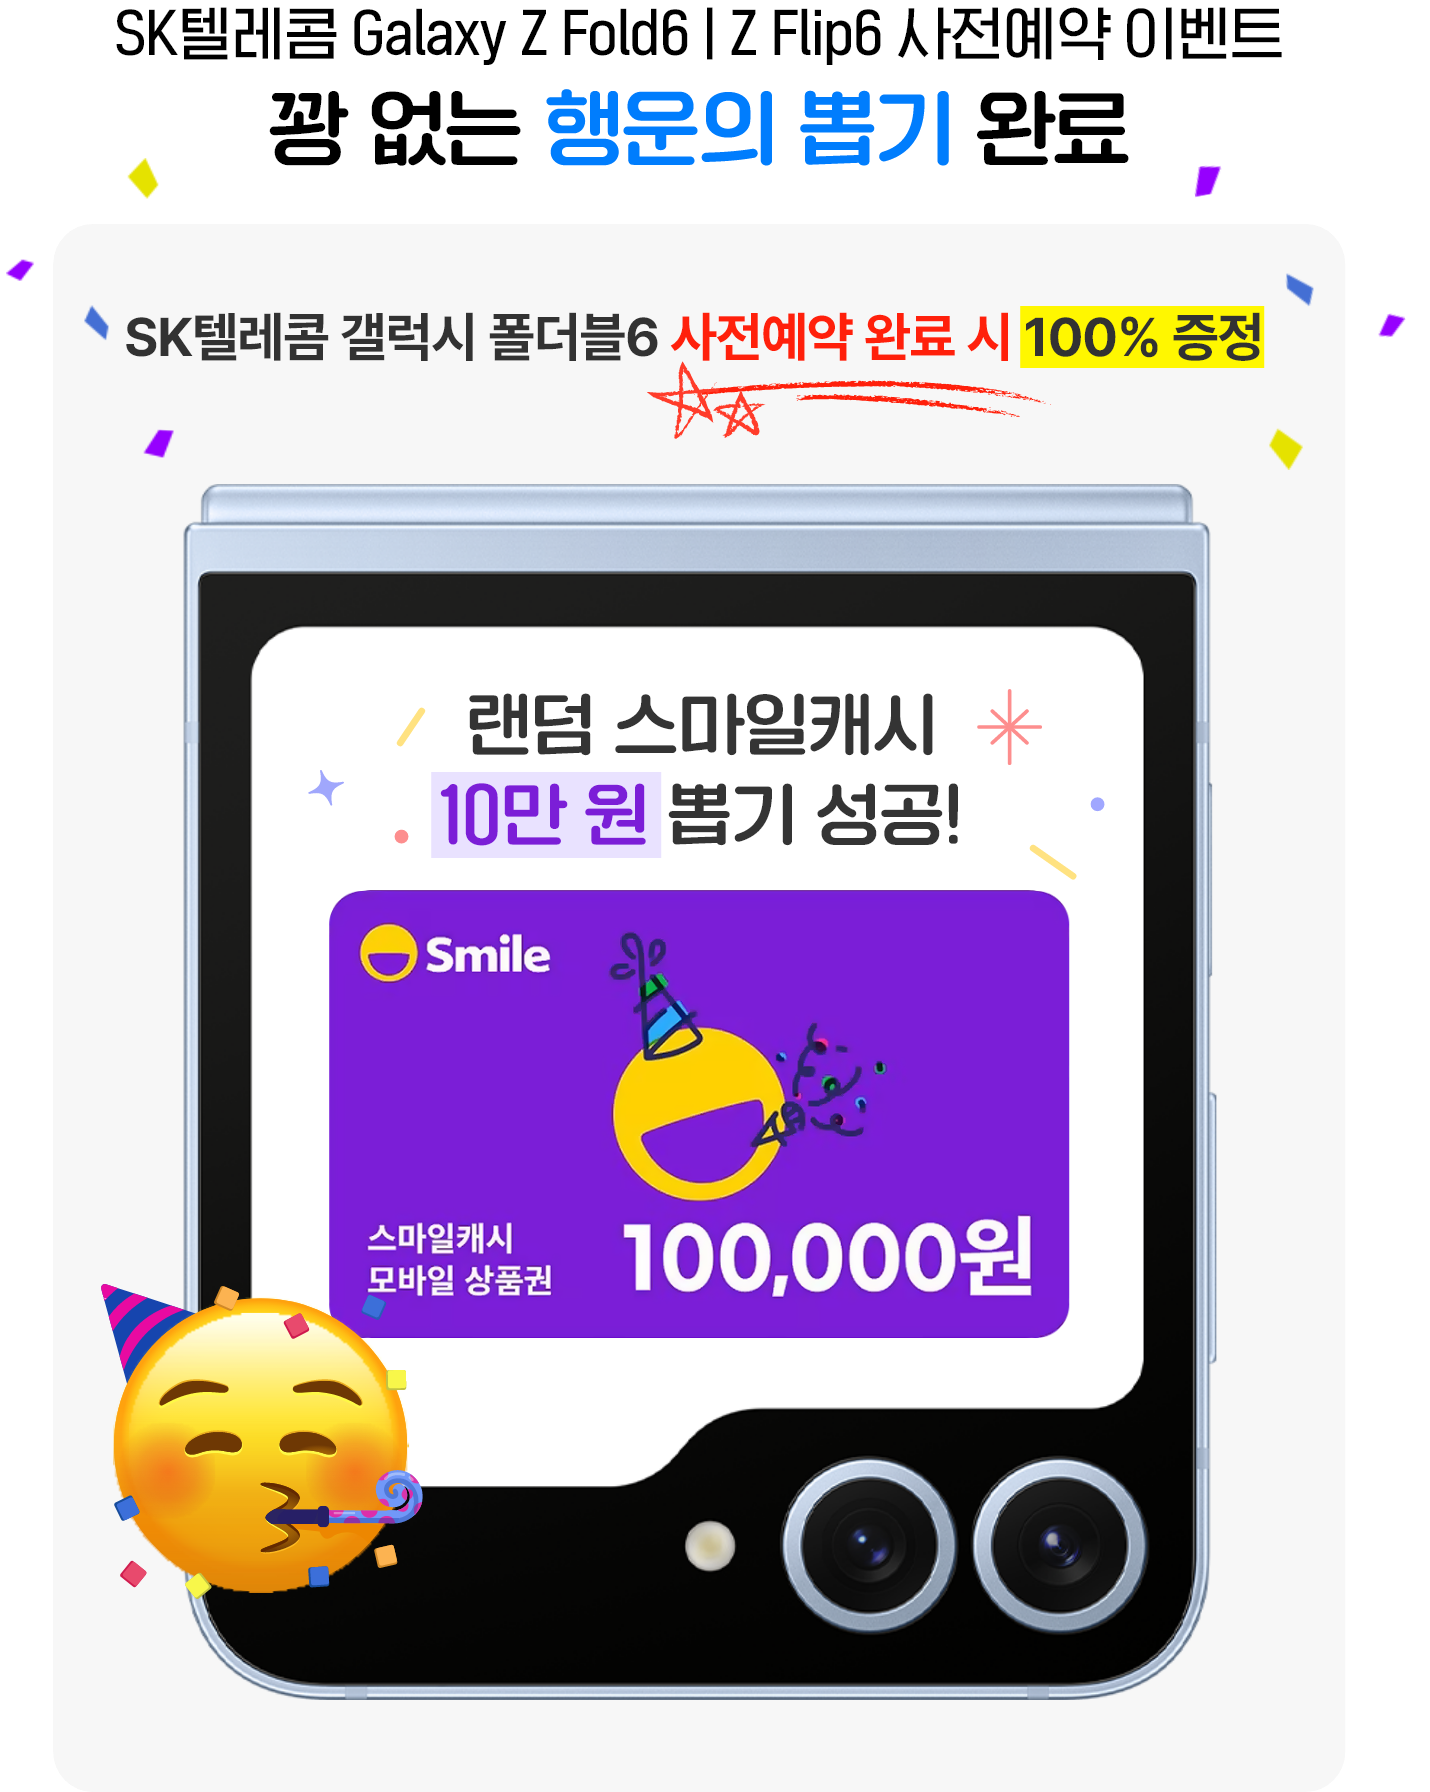 SK텔레콤 Galaxy Z Fold6 | Z Flip6 사전예약 이벤트
꽝 없는 행운의 뽑기 완료
SK텔레콤 갤럭시 폴더블6 사전예약 완료 시 100% 증정
랜덤 스마일캐시
10만 원 뽑기 성공!
Smile
스마일캐시
모바일 상품권
100,000원